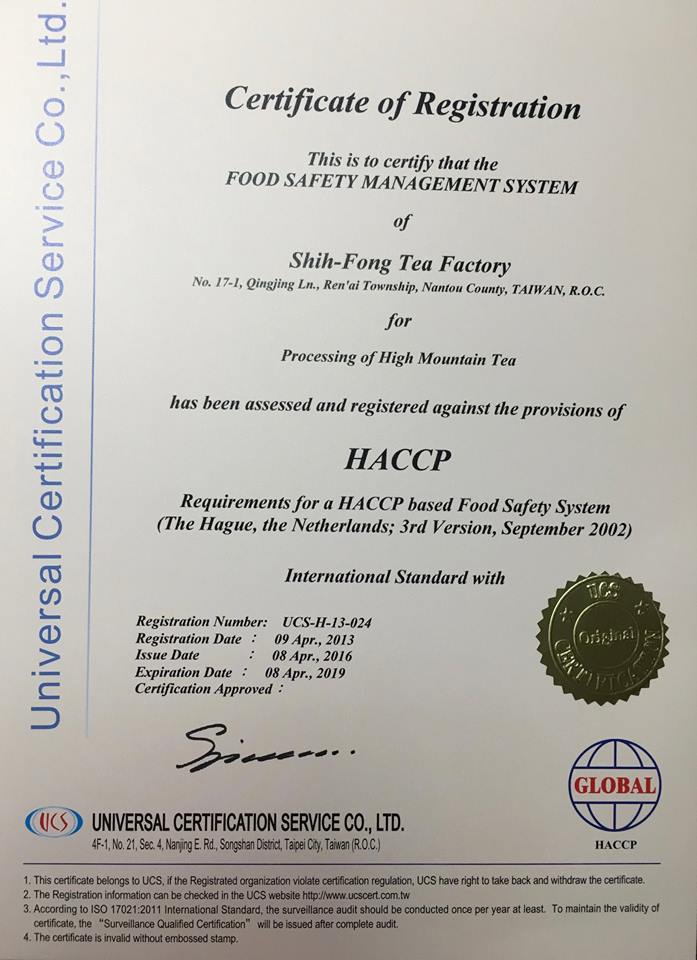 Universal Certification Service Co.,Ltd.
Certificate of Registration
This is to certify that the
FOOD SAFETY MANAGEMENT SYSTEM
of
Shih-Fong Tea Factory
No. 17-1, Qingjing Ln., Ren'ai Township, Nantou County, TAIWAN, R.O.C.
for
Processing of High Mountain Tea
has been assessed and registered against the provisions of
HACCP
Requirements for a HACCP based Food Safety System
(The Hague, the Netherlands; 3rd Version, September 2002)
International Standard with
Registration Number: UCS-H-13-024
Registration Date : 09 Apr., 2013
Issue Date : 08 Apr., 2016
Expiration Date : 08 Apr., 2019
Certification Approved :
UCS
Original
CERTIFICATION
GLOBAL
HACCP
UCS UNIVERSAL CERTIFICATION SERVICE CO., LTD.
4F-1, No. 21, Sec. 4, Nanjing E. Rd., Songshan District, Taipei City, Taiwan (R.O.C.)
1. This certificate belongs to UCS, if the Registrated organization violate certification regulation, UCS have right to take back and withdraw the certificate.
2. The Registration information can be checked in the UCS website http://www.ucscert.com.tw
3. According to ISO 17021:2011 International Standard, the surveillance audit should be conducted once per year at least. To maintain the validity of
certificate, the “Surveillance Qualified Certification” will be issued after complete audit.
4. The certificate is invalid without embossed stamp.